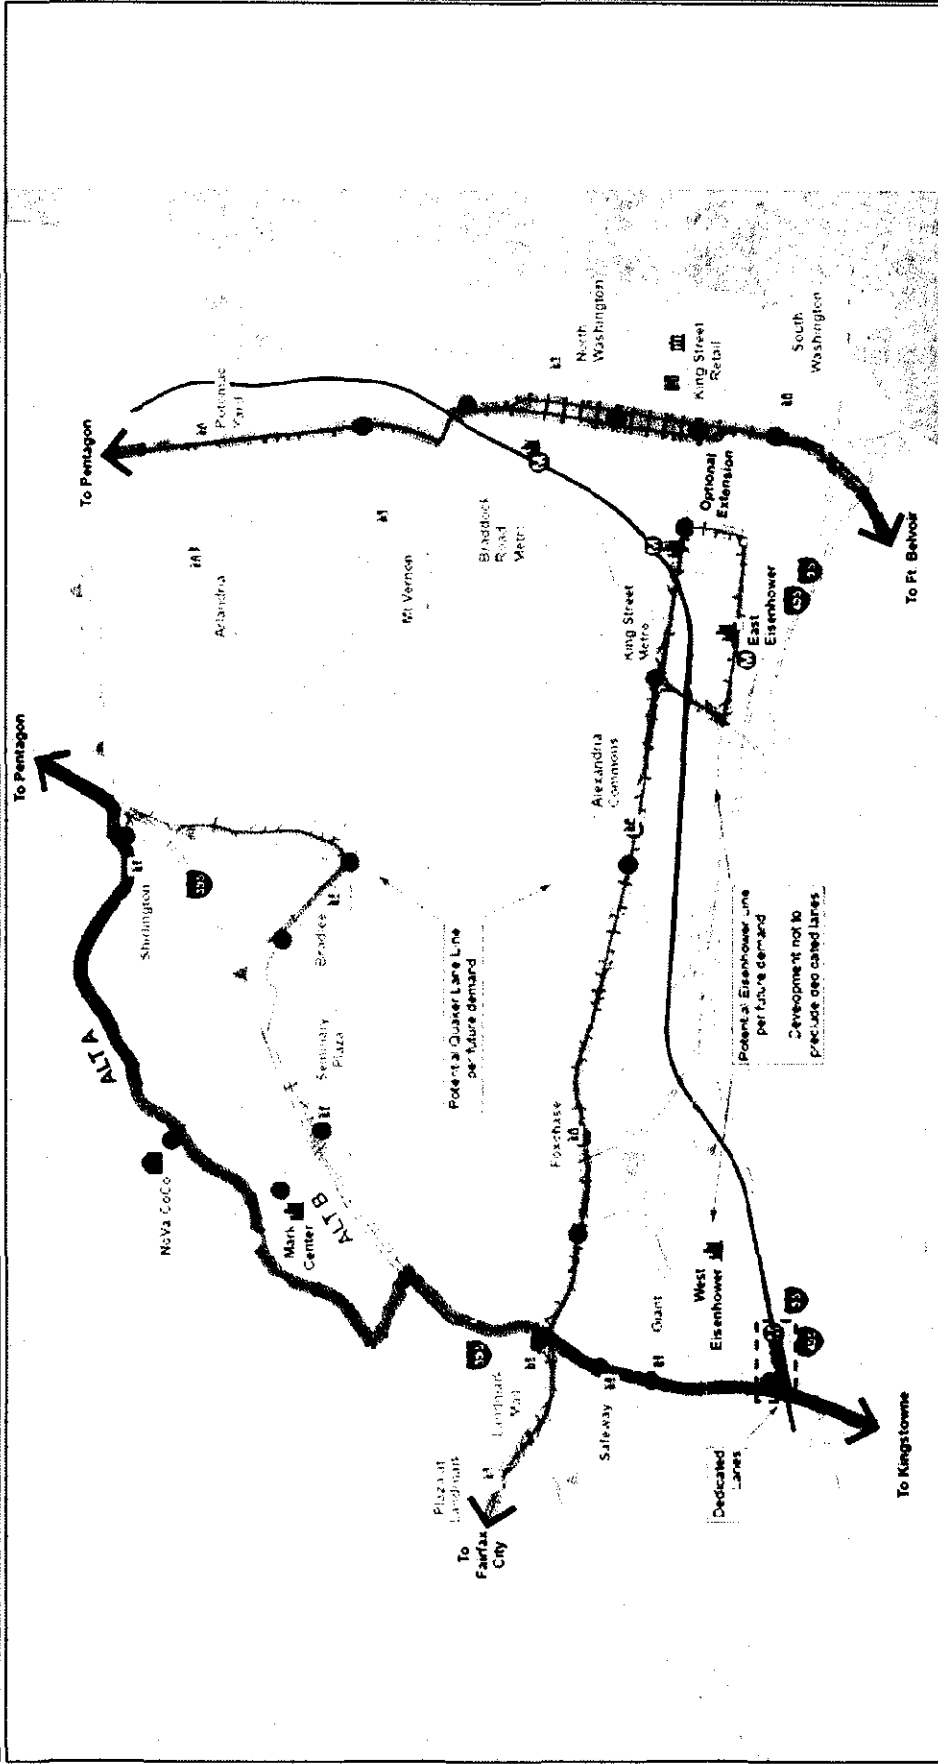 To Pentagon
To Pentagon
Potomac
Yard
Arlandria
Mt Vernon
Braddock
Road
Metro
North
Washington
King Street
Retail
South
Washington
Optional
Extension
King Street
Metro
East
Eisenhower
To Ft. Belvoir
Alexandria
Commons
Shirlington
395
ALT A
Bradlee
Seminary
Plaza
Potential Quaker Lane Line
per future demand
Potential Eisenhower Line
per future demand
Development not to
preclude dedicated lanes
NoVa CoCo
Mark
Center
ALT B
Foxchase
West
Eisenhower
Giant
395
Landmark
Mall
Safeway
Plaza at
Landmark
To
Fairfax
City
Dedicated
Lanes
To Kingstowne